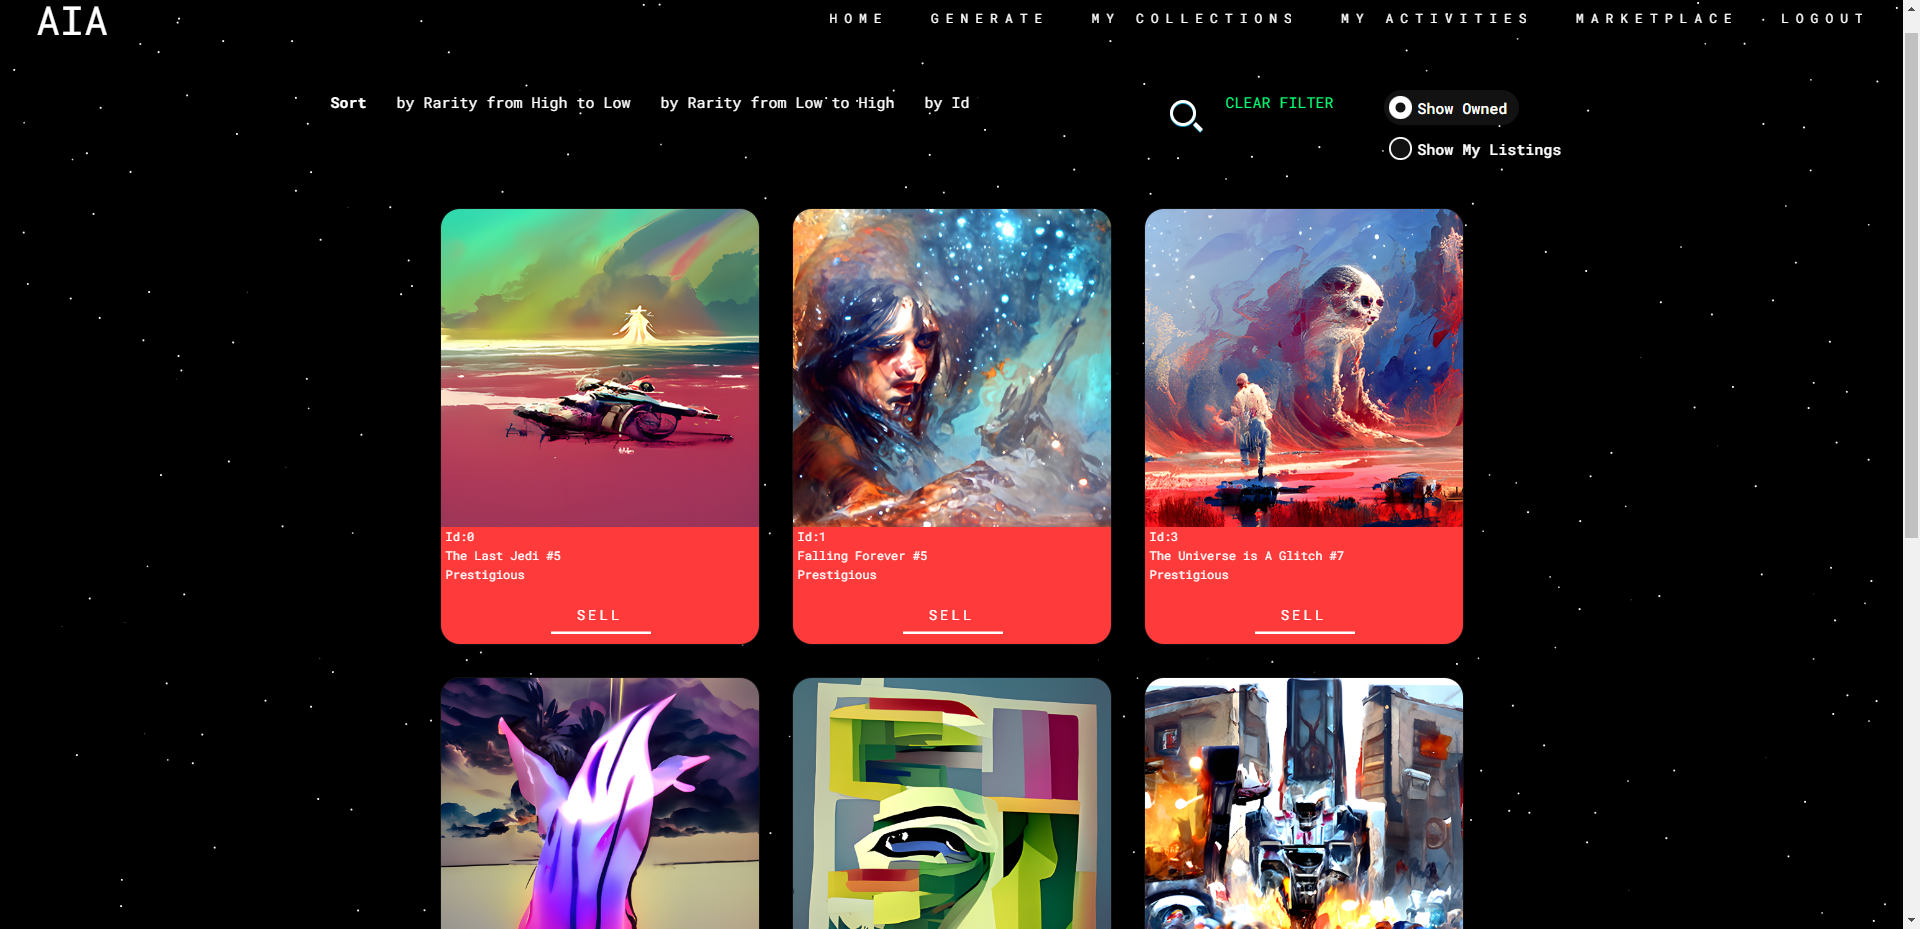 AIA
HOME GENERATE MY COLLECTIONS MY ACTIVITIES MARKETPLACE LOGOUT
Sort by Rarity from High to Low by Rarity from Low to High by Id
CLEAR FILTER
Show Owned
Show My Listings
Id:0
The Last Jedi #5
Prestigious
SELL
Id:1
Falling Forever #5
Prestigious
SELL
Id:3
The Universe is A Glitch #7
Prestigious
SELL